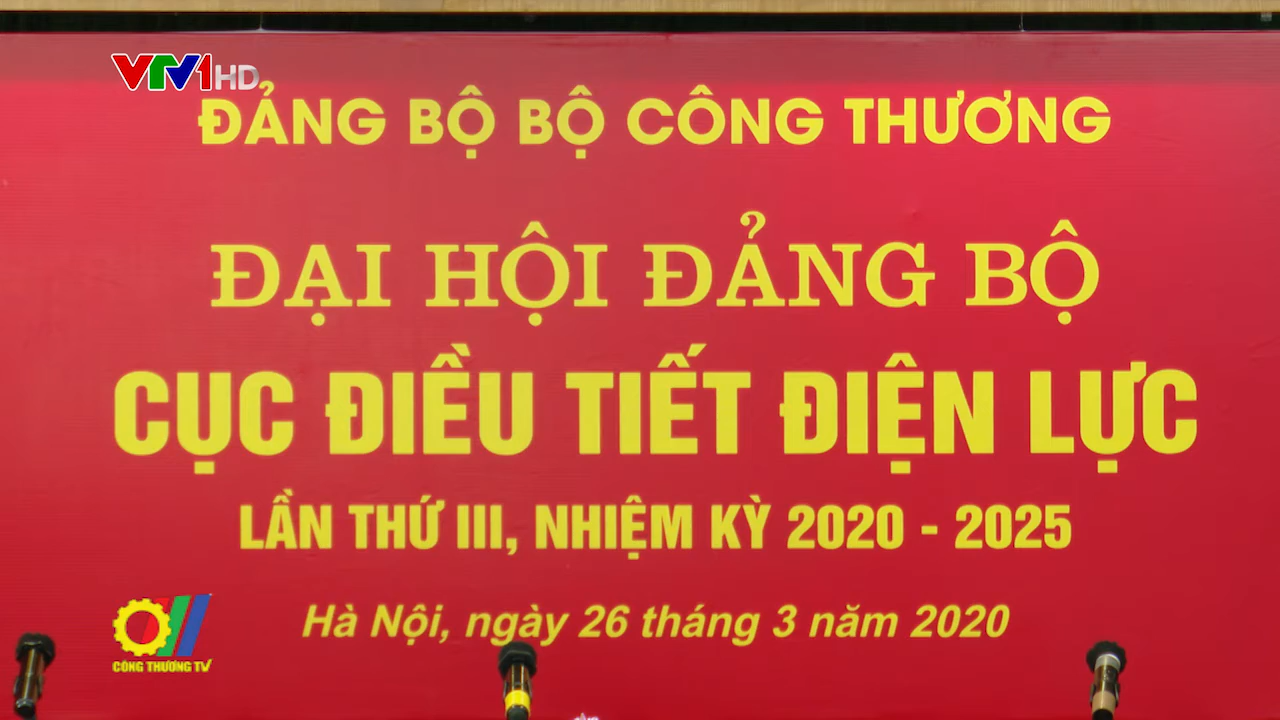 VTV1 HD
ĐẢNG BỘ BỘ CÔNG THƯƠNG
ĐẠI HỘI ĐẢNG BỘ
CỤC ĐIỀU TIẾT ĐIỆN LỰC
LẦN THỨ III, NHIỆM KỲ 2020 - 2025
Hà Nội, ngày 26 tháng 3 năm 2020
CÔNG THƯƠNG TV